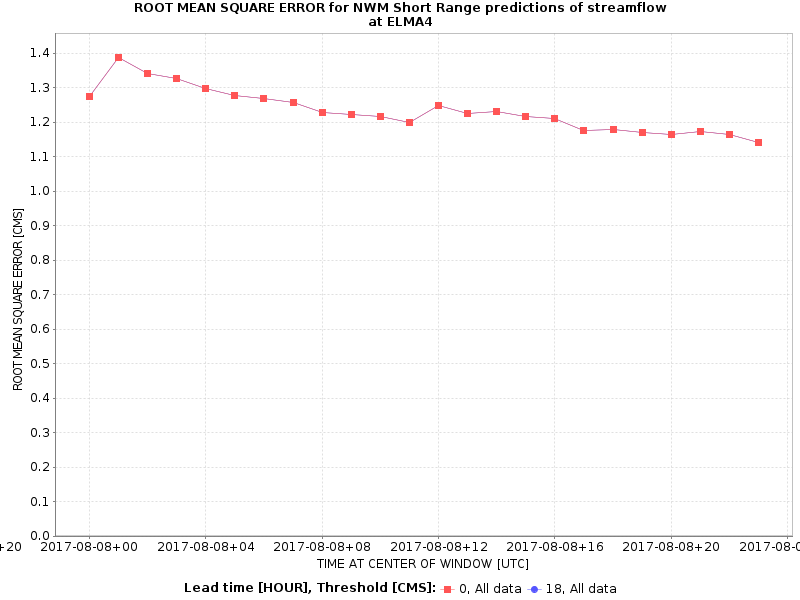 ROOT MEAN SQUARE ERROR for NWM Short Range predictions of streamflow
at ELMA4
1.4
1.3
1.2
1.1
1.0
0.9
0.8
0.7
0.6
0.5
0.4
0.3
0.2
0.1
0.0
ROOT MEAN SQUARE ERROR [CMS]
+20 2017-08-08+00 2017-08-08+04 2017-08-08+08 2017-08-08+12 2017-08-08+16 2017-08-08+20 2017-08-0
TIME AT CENTER OF WINDOW [UTC]
Lead time [HOUR], Threshold [CMS]: 0, All data 18, All data